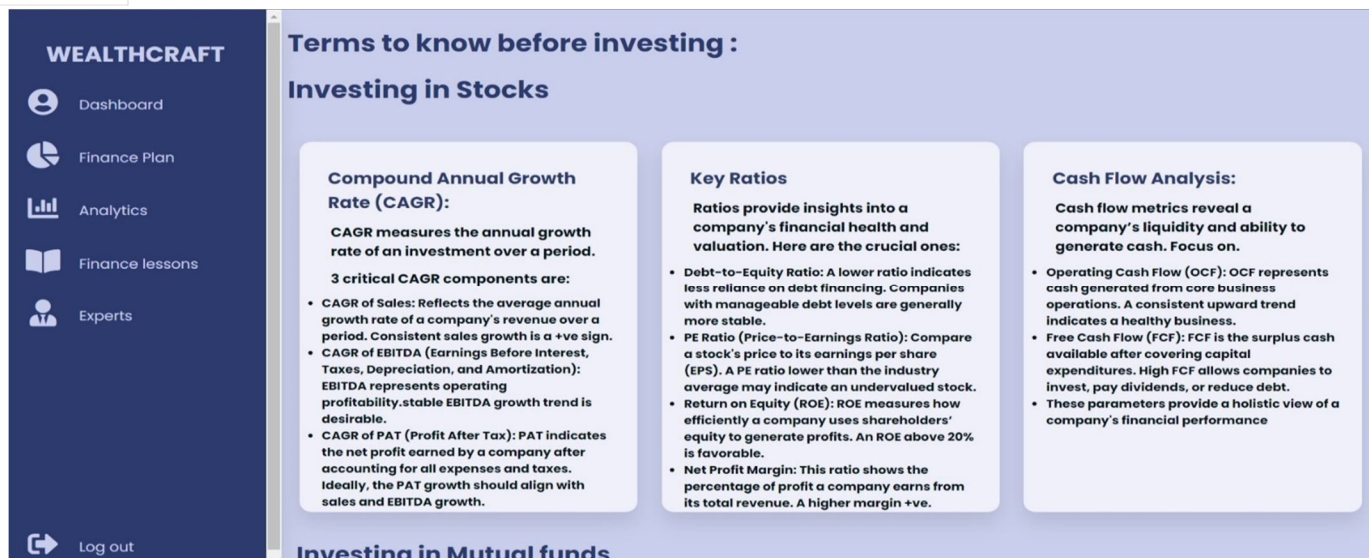 WEALTHCRAFT
Dashboard
Finance Plan
Analytics
Finance lessons
Experts
Log out
Terms to know before investing :
Investing in Stocks
Compound Annual Growth
Rate (CAGR):
CAGR measures the annual growth
rate of an investment over a period.
3 critical CAGR components are:
• CAGR of Sales: Reflects the average annual
growth rate of a company's revenue over a
period. Consistent sales growth is a +ve sign.
• CAGR of EBITDA (Earnings Before Interest,
Taxes, Depreciation, and Amortization):
EBITDA represents operating
profitability.stable EBITDA growth trend is
desirable.
• CAGR of PAT (Profit After Tax): PAT indicates
the net profit earned by a company after
accounting for all expenses and taxes.
Ideally, the PAT growth should align with
sales and EBITDA growth.
Key Ratios
Ratios provide insights into a
company's financial health and
valuation. Here are the crucial ones:
• Debt-to-Equity Ratio: A lower ratio indicates
less reliance on debt financing. Companies
with manageable debt levels are generally
more stable.
• PE Ratio (Price-to-Earnings Ratio): Compare
a stock's price to its earnings per share
(EPS). A PE ratio lower than the industry
average may indicate an undervalued stock.
• Return on Equity (ROE): ROE measures how
efficiently a company uses shareholders'
equity to generate profits. An ROE above 20%
is favorable.
• Net Profit Margin: This ratio shows the
percentage of profit a company earns from
its total revenue. A higher margin +ve.
Cash Flow Analysis:
Cash flow metrics reveal a
company's liquidity and ability to
generate cash. Focus on.
• Operating Cash Flow (OCF): OCF represents
cash generated from core business
operations. A consistent upward trend
indicates a healthy business.
• Free Cash Flow (FCF): FCF is the surplus cash
available after covering capital
expenditures. High FCF allows companies to
invest, pay dividends, or reduce debt.
• These parameters provide a holistic view of a
company's financial performance
Investing in Mutual funds